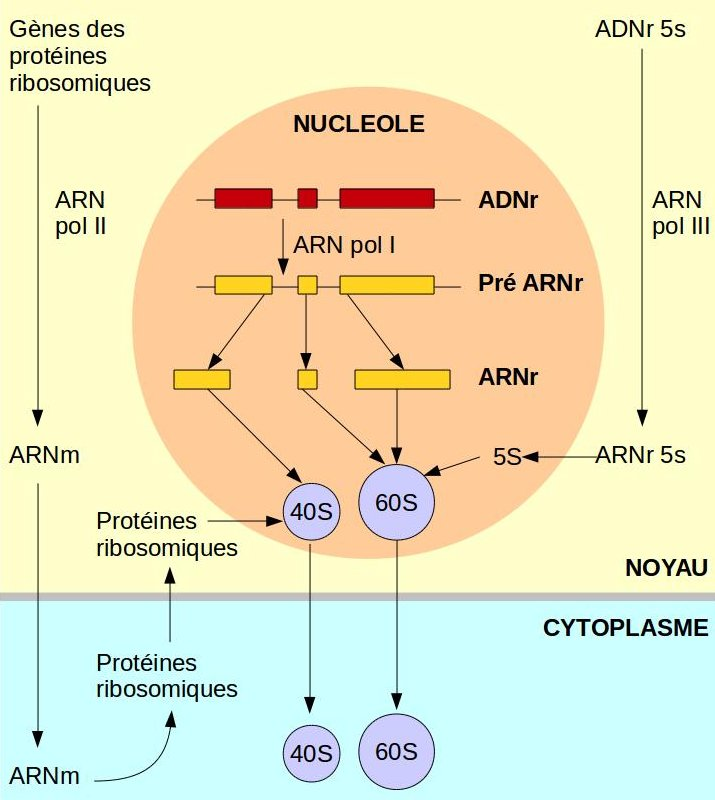 Gènes des
protéines
ribosomiques
ADNr 5s
NUCLEOLE
ARN
pol II
ADNr
ARN
pol III
ARN pol I
Pré ARNr
ARNr
ARNm
5S
ARNr 5s
40S
60S
Protéines
ribosomiques
NOYAU
CYTOPLASME
Protéines
ribosomiques
40S
60S
ARNm